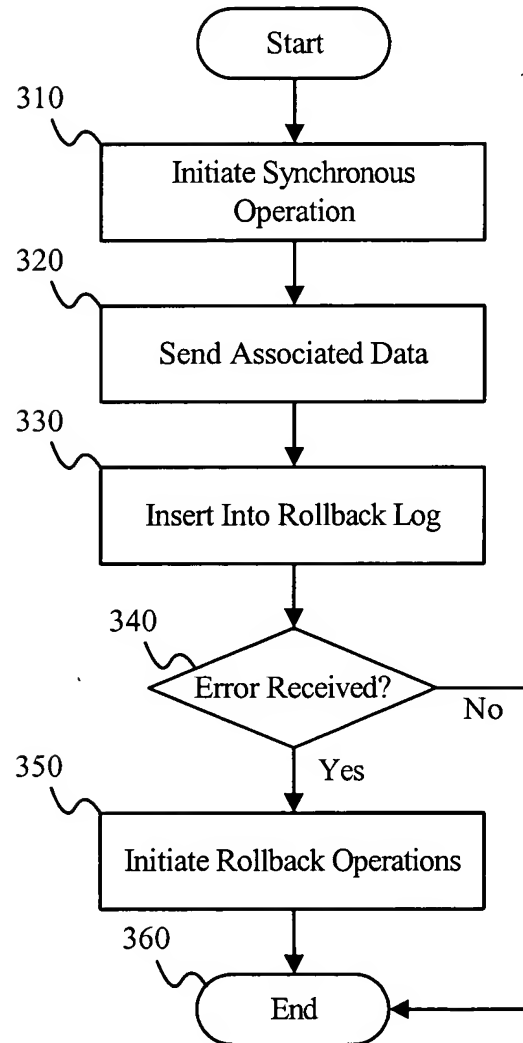 Start
310
Initiate Synchronous
Operation
320
Send Associated Data
330
Insert Into Rollback Log
340
Error Received?
No
Yes
350
Initiate Rollback Operations
360
End